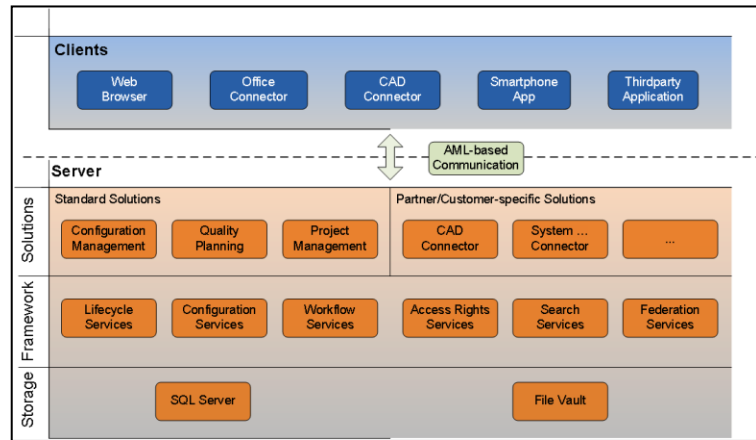 Clients
Web
Browser
Office
Connector
CAD
Connector
Smartphone
App
Thirdparty
Application
AML-based
Communication
Server
Solutions
Standard Solutions
Partner/Customer-specific Solutions
Configuration
Management
Quality
Planning
Project
Management
CAD
Connector
System ...
Connector
...
Framework
Lifecycle
Services
Configuration
Services
Workflow
Services
Access Rights
Services
Search
Services
Federation
Services
Storage
SQL Server
File Vault